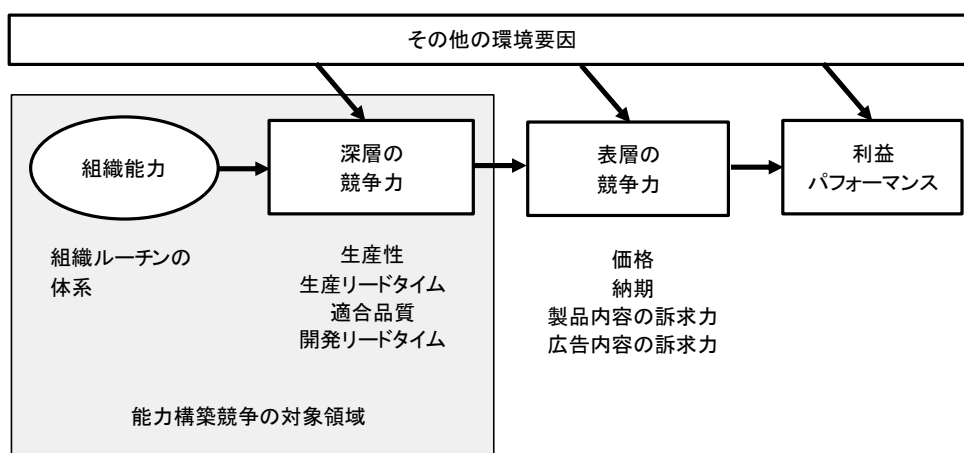 その他の環境要因
組織能力
深層の
競争力
表層の
競争力
利益
パフォーマンス
組織ルーチンの
体系
生産性
生産リードタイム
適合品質
開発リードタイム
価格
納期
製品内容の訴求力
広告内容の訴求力
能力構築競争の対象領域